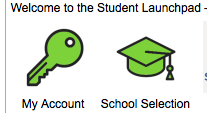 Welcome to the Student Launchpad -
My Account School Selection